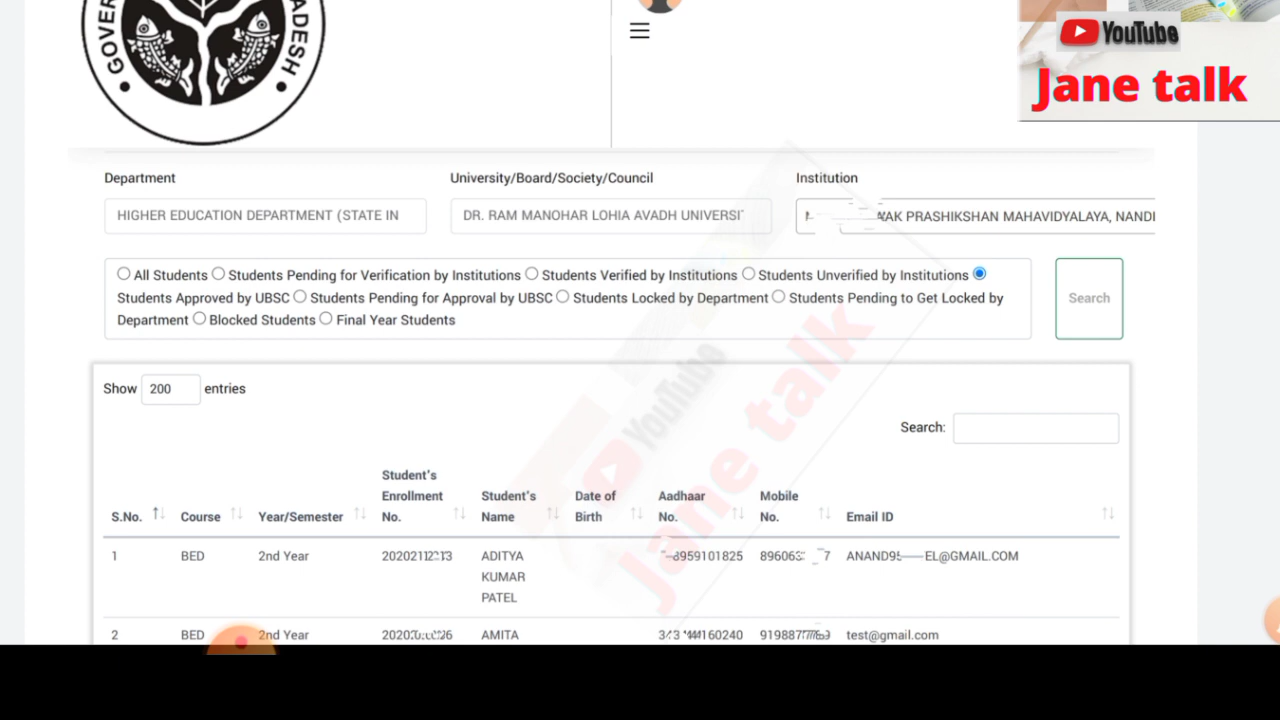 GOVER
ADESH
YouTube
Jane talk
Department
University/Board/Society/Council
Institution
HIGHER EDUCATION DEPARTMENT (STATE IN
DR. RAM MANOHAR LOHIA AVADH UNIVERSI
PRASHIKSHAN MAHAVIDYALAYA, NANDI
All Students Students Pending for Verification by Institutions Students Verified by Institutions Students Unverified by Institutions
Students Approved by UBSC Students Pending for Approval by UBSC Students Locked by Department Students Pending to Get Locked by
Department Blocked Students Final Year Students
Search
Show 200 entries
Search:
YouTube
Jane talk
S.No. Course Year/Semester Student's Enrollment No. Student's Name Date of Birth Aadhaar No. Mobile No. Email ID
1 BED 2nd Year ADITYA
KUMAR
PATEL
2 BED 2nd Year AMITA test@gmail.com